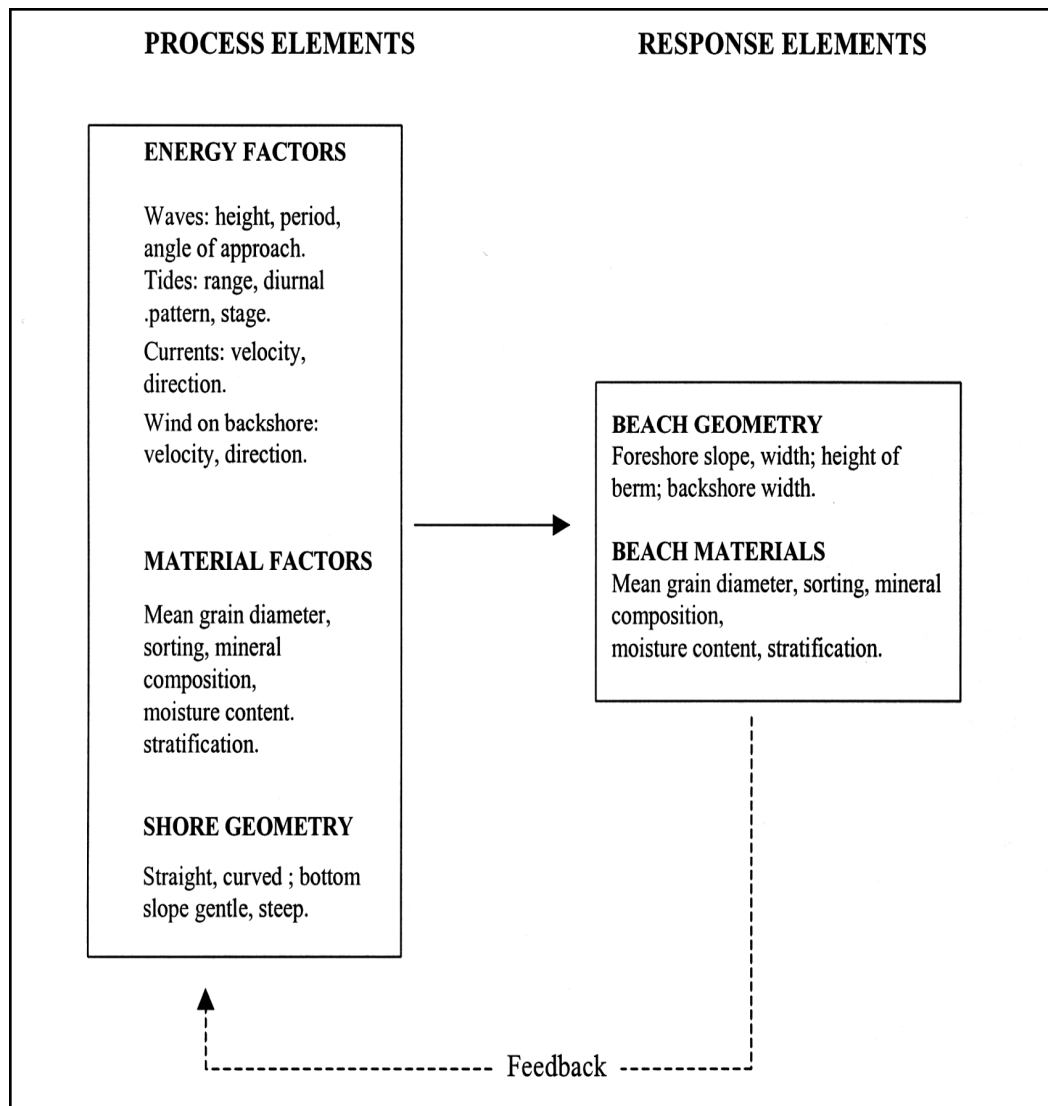 PROCESS ELEMENTS
RESPONSE ELEMENTS
ENERGY FACTORS
Waves: height, period,
angle of approach.
Tides: range, diurnal
.pattern, stage.
Currents: velocity,
direction.
Wind on backshore:
velocity, direction.
MATERIAL FACTORS
Mean grain diameter,
sorting, mineral
composition,
moisture content.
stratification.
SHORE GEOMETRY
Straight, curved ; bottom
slope gentle, steep.
BEACH GEOMETRY
Foreshore slope, width; height of
berm; backshore width.
BEACH MATERIALS
Mean grain diameter, sorting, mineral
composition,
moisture content, stratification.
Feedback